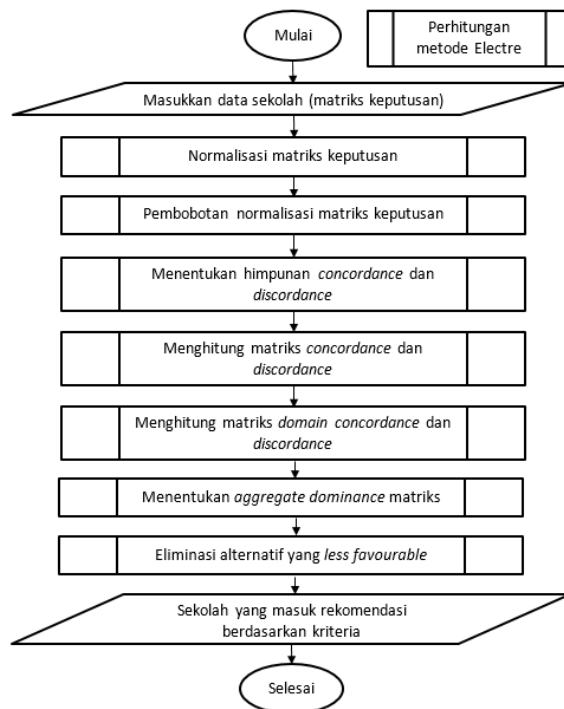 Mulai
Perhitungan
metode Electre
Masukkan data sekolah (matriks keputusan)
Normalisasi matriks keputusan
Pembobotan normalisasi matriks keputusan
Menentukan himpunan concordance dan
discordance
Menghitung matriks concordance dan
discordance
Menghitung matriks domain concordance dan
discordance
Menentukan aggregate dominance matriks
Eliminasi alternatif yang less favourable
Sekolah yang masuk rekomendasi
berdasarkan kriteria
Selesai